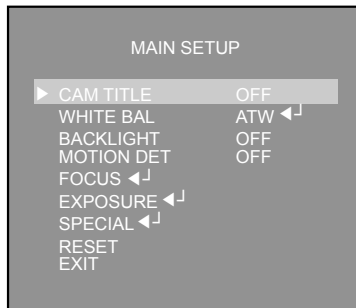 MAIN SETUP
CAM TITLE OFF
WHITE BAL ATW
BACKLIGHT OFF
MOTION DET OFF
FOCUS
EXPOSURE
SPECIAL
RESET
EXIT